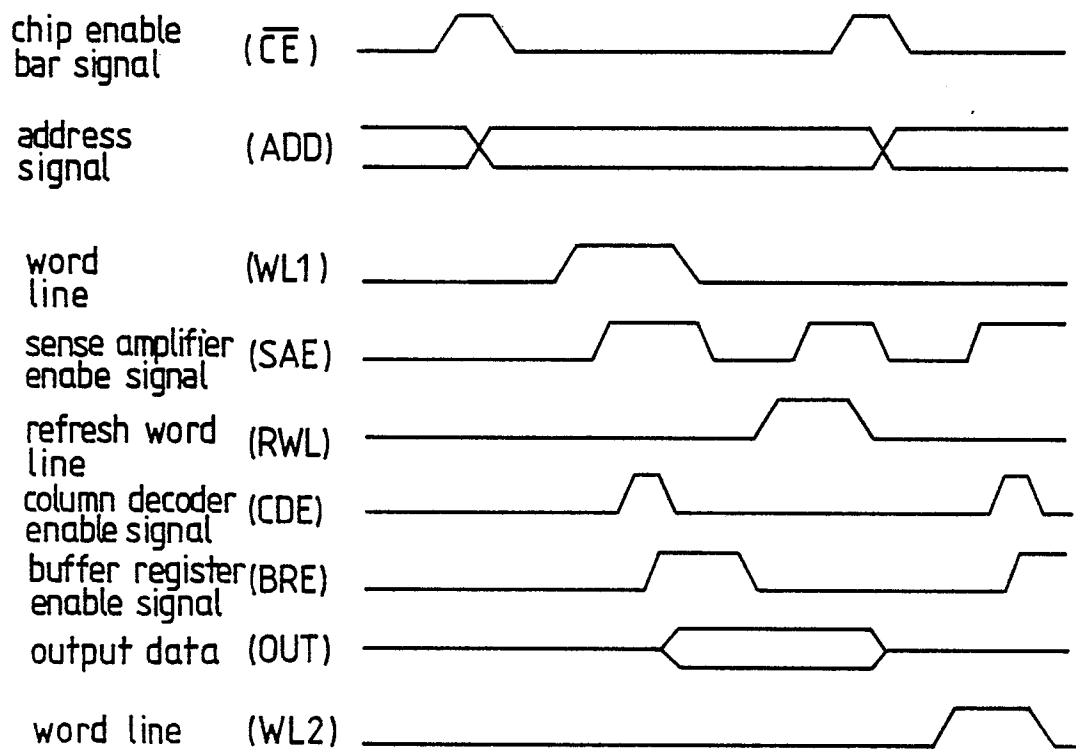 chip enable
bar signal (C̅E̅)
address
signal (ADD)
word
line (WL1)
sense amplifier
enabe signal (SAE)
refresh word
line (RWL)
column decoder
enable signal (CDE)
buffer register
enable signal (BRE)
output data (OUT)
word line (WL2)